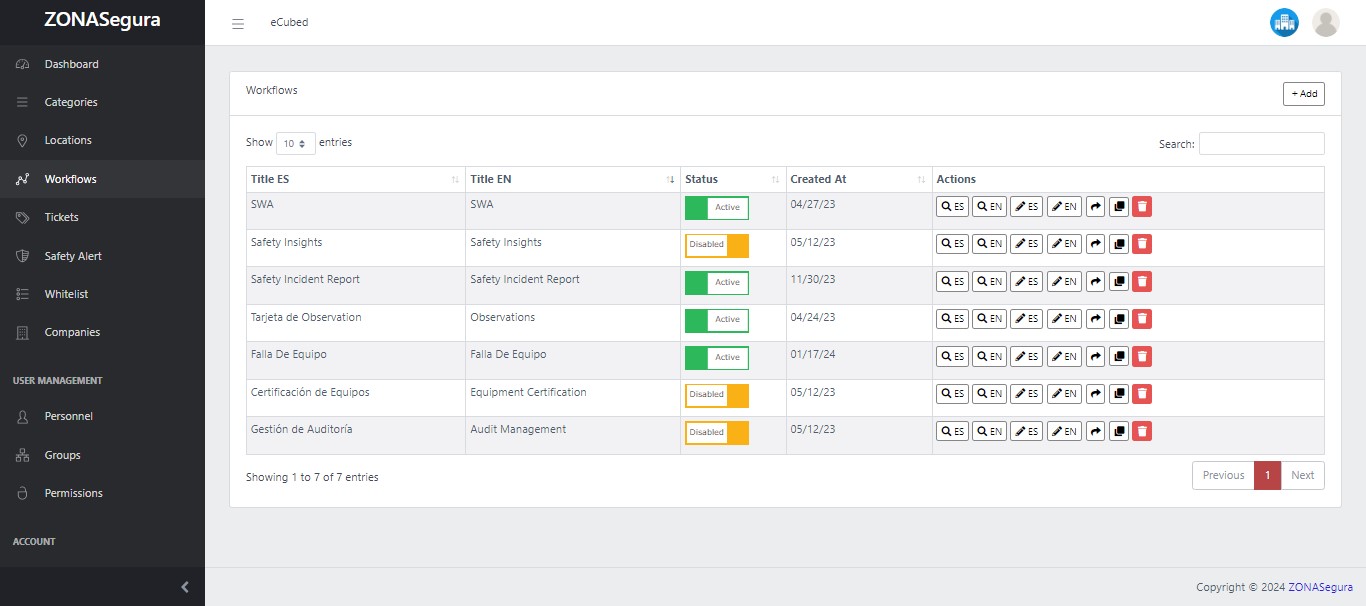 ZONASegura
eCubed
Dashboard
Categories
Locations
Workflows
Tickets
Safety Alert
Whitelist
Companies
USER MANAGEMENT
Personnel
Groups
Permissions
ACCOUNT
Workflows
+ Add
Show 10 entries
Search:
Title ES Title EN Status Created At Actions
SWA SWA Active 04/27/23 ES EN ES EN
Safety Insights Safety Insights Disabled 05/12/23 ES EN ES EN
Safety Incident Report Safety Incident Report Active 11/30/23 ES EN ES EN
Tarjeta de Observation Observations Active 04/24/23 ES EN ES EN
Falla De Equipo Falla De Equipo Active 01/17/24 ES EN ES EN
Certificación de Equipos Equipment Certification Disabled 05/12/23 ES EN ES EN
Gestión de Auditoría Audit Management Disabled 05/12/23 ES EN ES EN
Showing 1 to 7 of 7 entries
Previous 1 Next
Copyright © 2024 ZONASegura